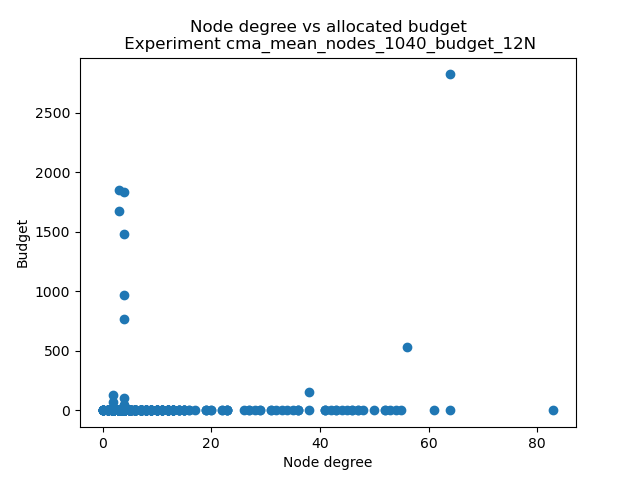 Node degree vs allocated budget
Experiment cma_mean_nodes_1040_budget_12N
2500
2000
1500
1000
500
0
Budget
0 20 40 60 80
Node degree